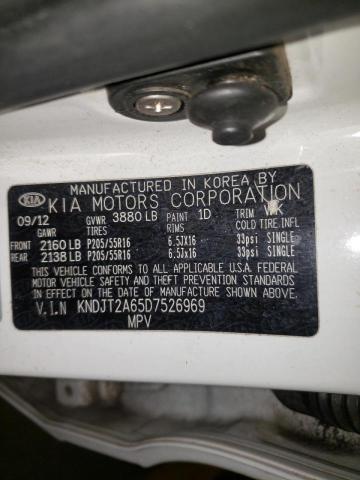 MANUFACTURED IN KOREA BY
KIA KIA MOTORS CORPORATION
09/12 GVWR 3880 LB PAINT 1D TRIM WK
GAWR TIRES RIMS COLD TIRE INFL
FRONT 2160 LB P205/55R16 6.5JX16 33psi SINGLE
REAR 2138 LB P205/55R16 6.5JX16 33psi SINGLE
THIS VEHICLE CONFORMS TO ALL APPLICABLE U.S.A. FEDERAL
MOTOR VEHICLE SAFETY AND THEFT PREVENTION STANDARDS
IN EFFECT ON THE DATE OF MANUFACTURE SHOWN ABOVE.
V.I.N KNDJT2A65D7526969
MPV